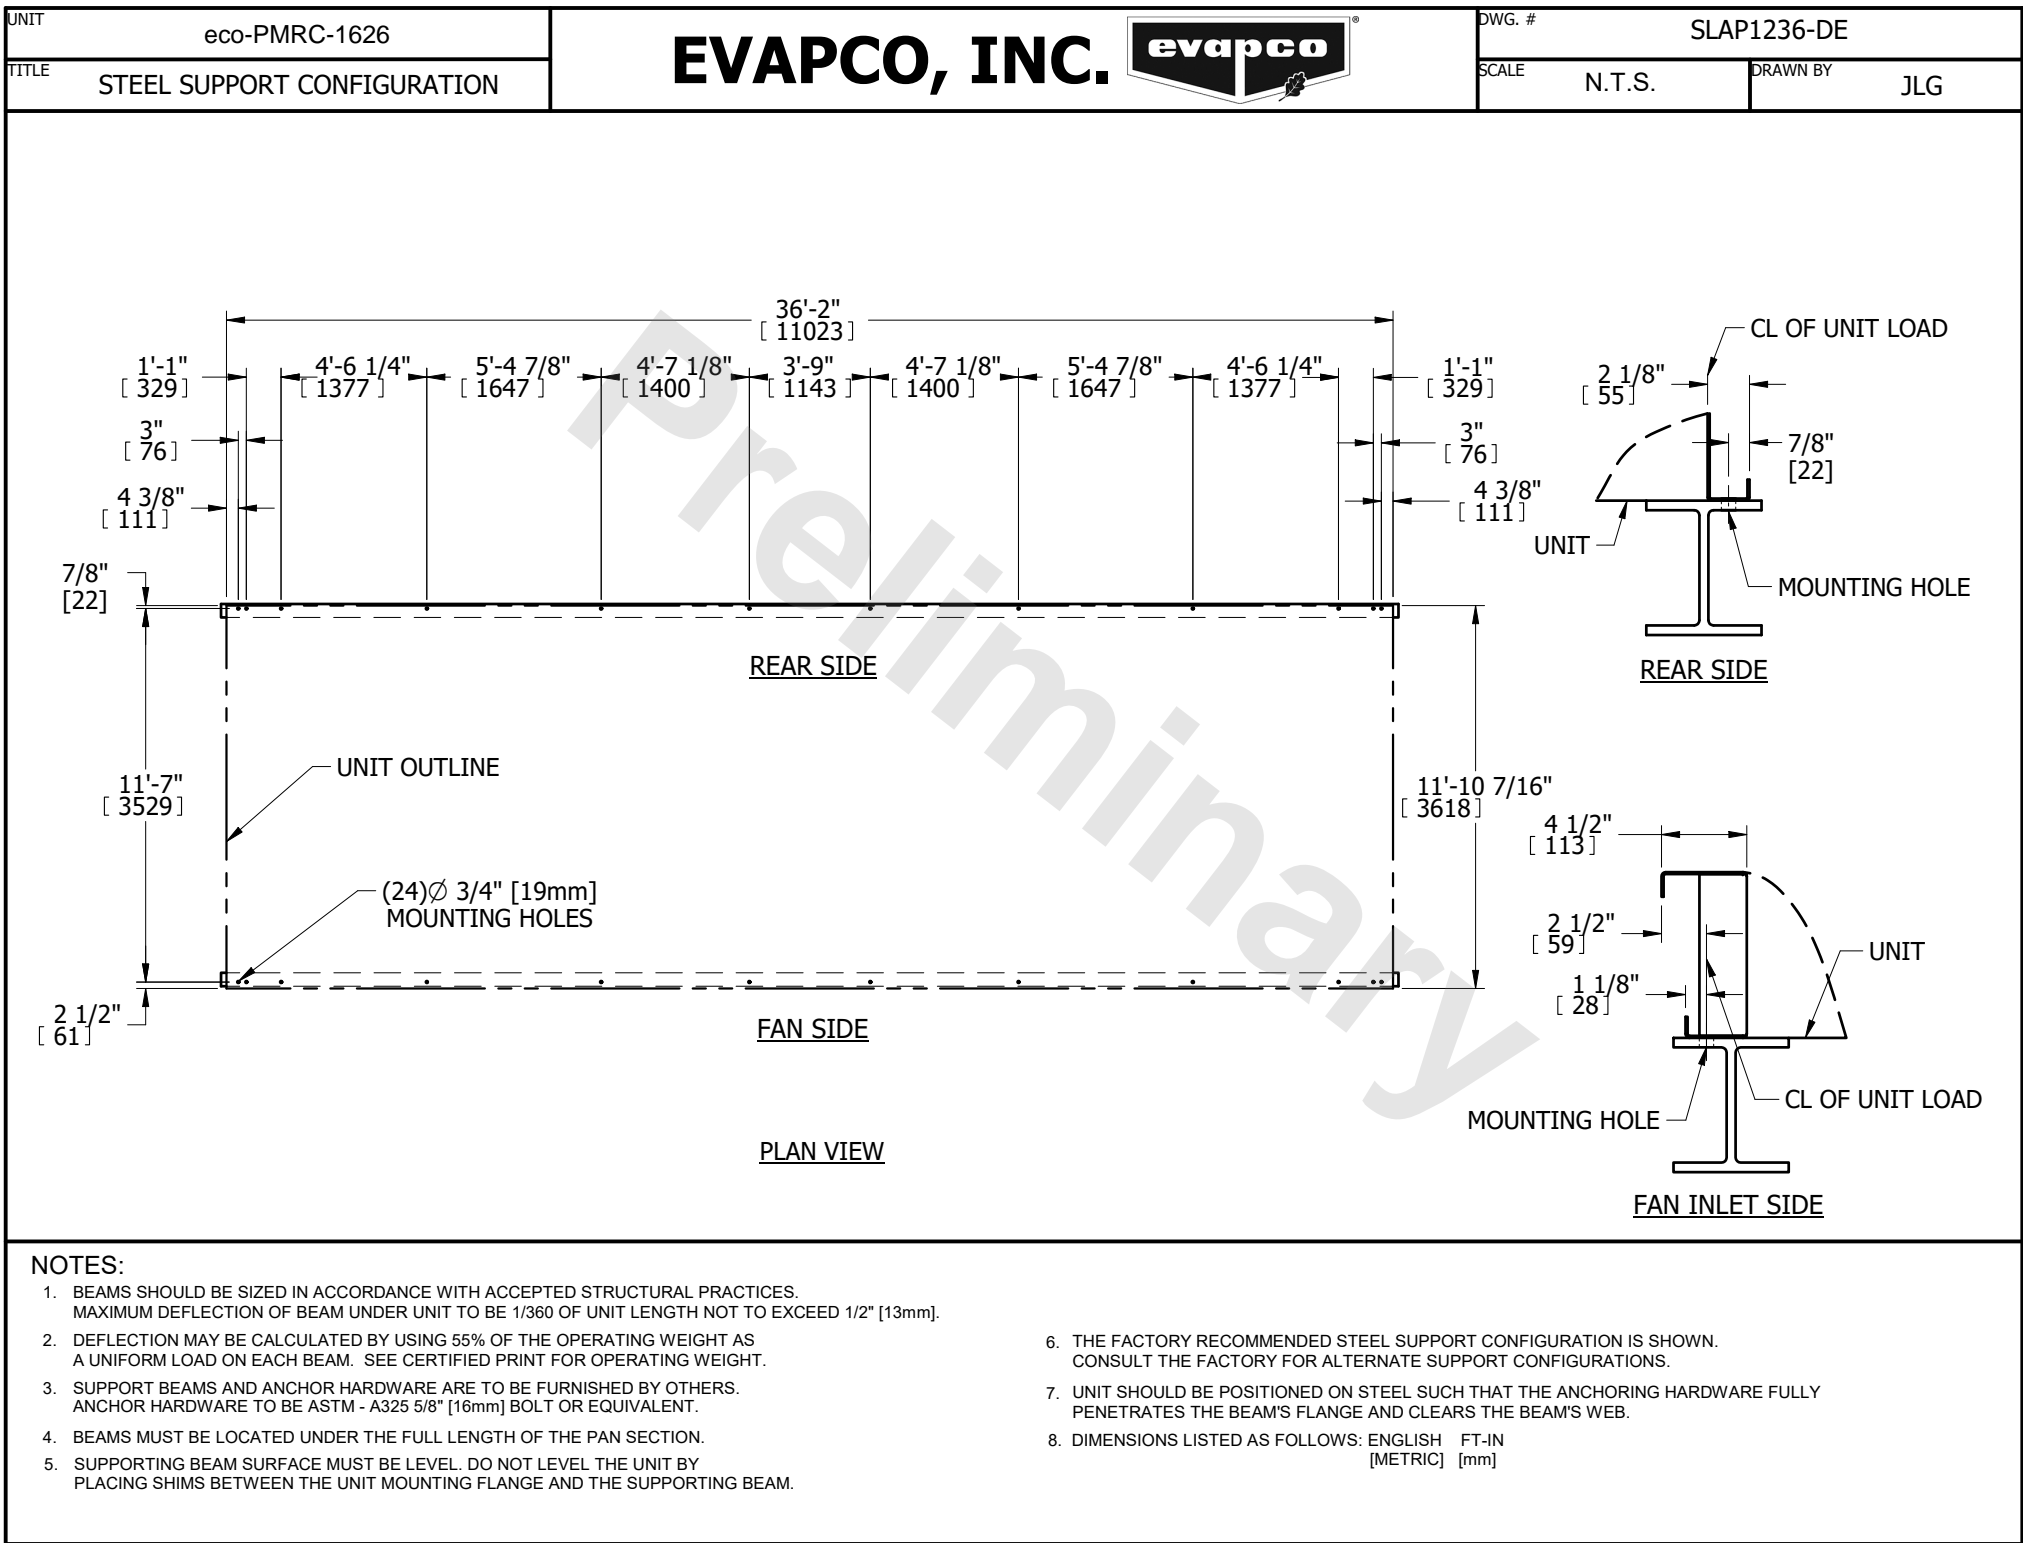 UNIT
eco-PMRC-1626
TITLE
STEEL SUPPORT CONFIGURATION
EVAPCO, INC.
evapco
®
DWG. #
SLAP1236-DE
SCALE
N.T.S.
DRAWN BY
JLG
36'-2"
[ 11023]
1'-1"
[ 329]
4'-6 1/4"
[ 1377 ]
5'-4 7/8"
[ 1647 ]
4'-7 1/8"
[ 1400 ]
3'-9"
[ 1143 ]
4'-7 1/8"
[ 1400 ]
5'-4 7/8"
[ 1647 ]
4'-6 1/4"
[ 1377 ]
1'-1"
[ 329]
3"
[ 76]
3"
[ 76]
4 3/8"
[ 111]
4 3/8"
[ 111]
7/8"
[22]
REAR SIDE
UNIT OUTLINE
11'-7"
[ 3529]
11'-10 7/16"
[ 3618]
(24)Ø 3/4" [19mm]
MOUNTING HOLES
2 1/2"
[ 61]
FAN SIDE
PLAN VIEW
Preliminary
CL OF UNIT LOAD
2 1/8"
[ 55]
7/8"
[22]
UNIT
MOUNTING HOLE
REAR SIDE
4 1/2"
[ 113]
2 1/2"
[ 59]
UNIT
1 1/8"
[ 28]
CL OF UNIT LOAD
MOUNTING HOLE
FAN INLET SIDE
NOTES:
1. BEAMS SHOULD BE SIZED IN ACCORDANCE WITH ACCEPTED STRUCTURAL PRACTICES.
MAXIMUM DEFLECTION OF BEAM UNDER UNIT TO BE 1/360 OF UNIT LENGTH NOT TO EXCEED 1/2" [13mm].
2. DEFLECTION MAY BE CALCULATED BY USING 55% OF THE OPERATING WEIGHT AS
A UNIFORM LOAD ON EACH BEAM. SEE CERTIFIED PRINT FOR OPERATING WEIGHT.
3. SUPPORT BEAMS AND ANCHOR HARDWARE ARE TO BE FURNISHED BY OTHERS.
ANCHOR HARDWARE TO BE ASTM - A325 5/8" [16mm] BOLT OR EQUIVALENT.
4. BEAMS MUST BE LOCATED UNDER THE FULL LENGTH OF THE PAN SECTION.
5. SUPPORTING BEAM SURFACE MUST BE LEVEL. DO NOT LEVEL THE UNIT BY
PLACING SHIMS BETWEEN THE UNIT MOUNTING FLANGE AND THE SUPPORTING BEAM.
6. THE FACTORY RECOMMENDED STEEL SUPPORT CONFIGURATION IS SHOWN.
CONSULT THE FACTORY FOR ALTERNATE SUPPORT CONFIGURATIONS.
7. UNIT SHOULD BE POSITIONED ON STEEL SUCH THAT THE ANCHORING HARDWARE FULLY
PENETRATES THE BEAM'S FLANGE AND CLEARS THE BEAM'S WEB.
8. DIMENSIONS LISTED AS FOLLOWS: ENGLISH FT-IN
[METRIC] [mm]